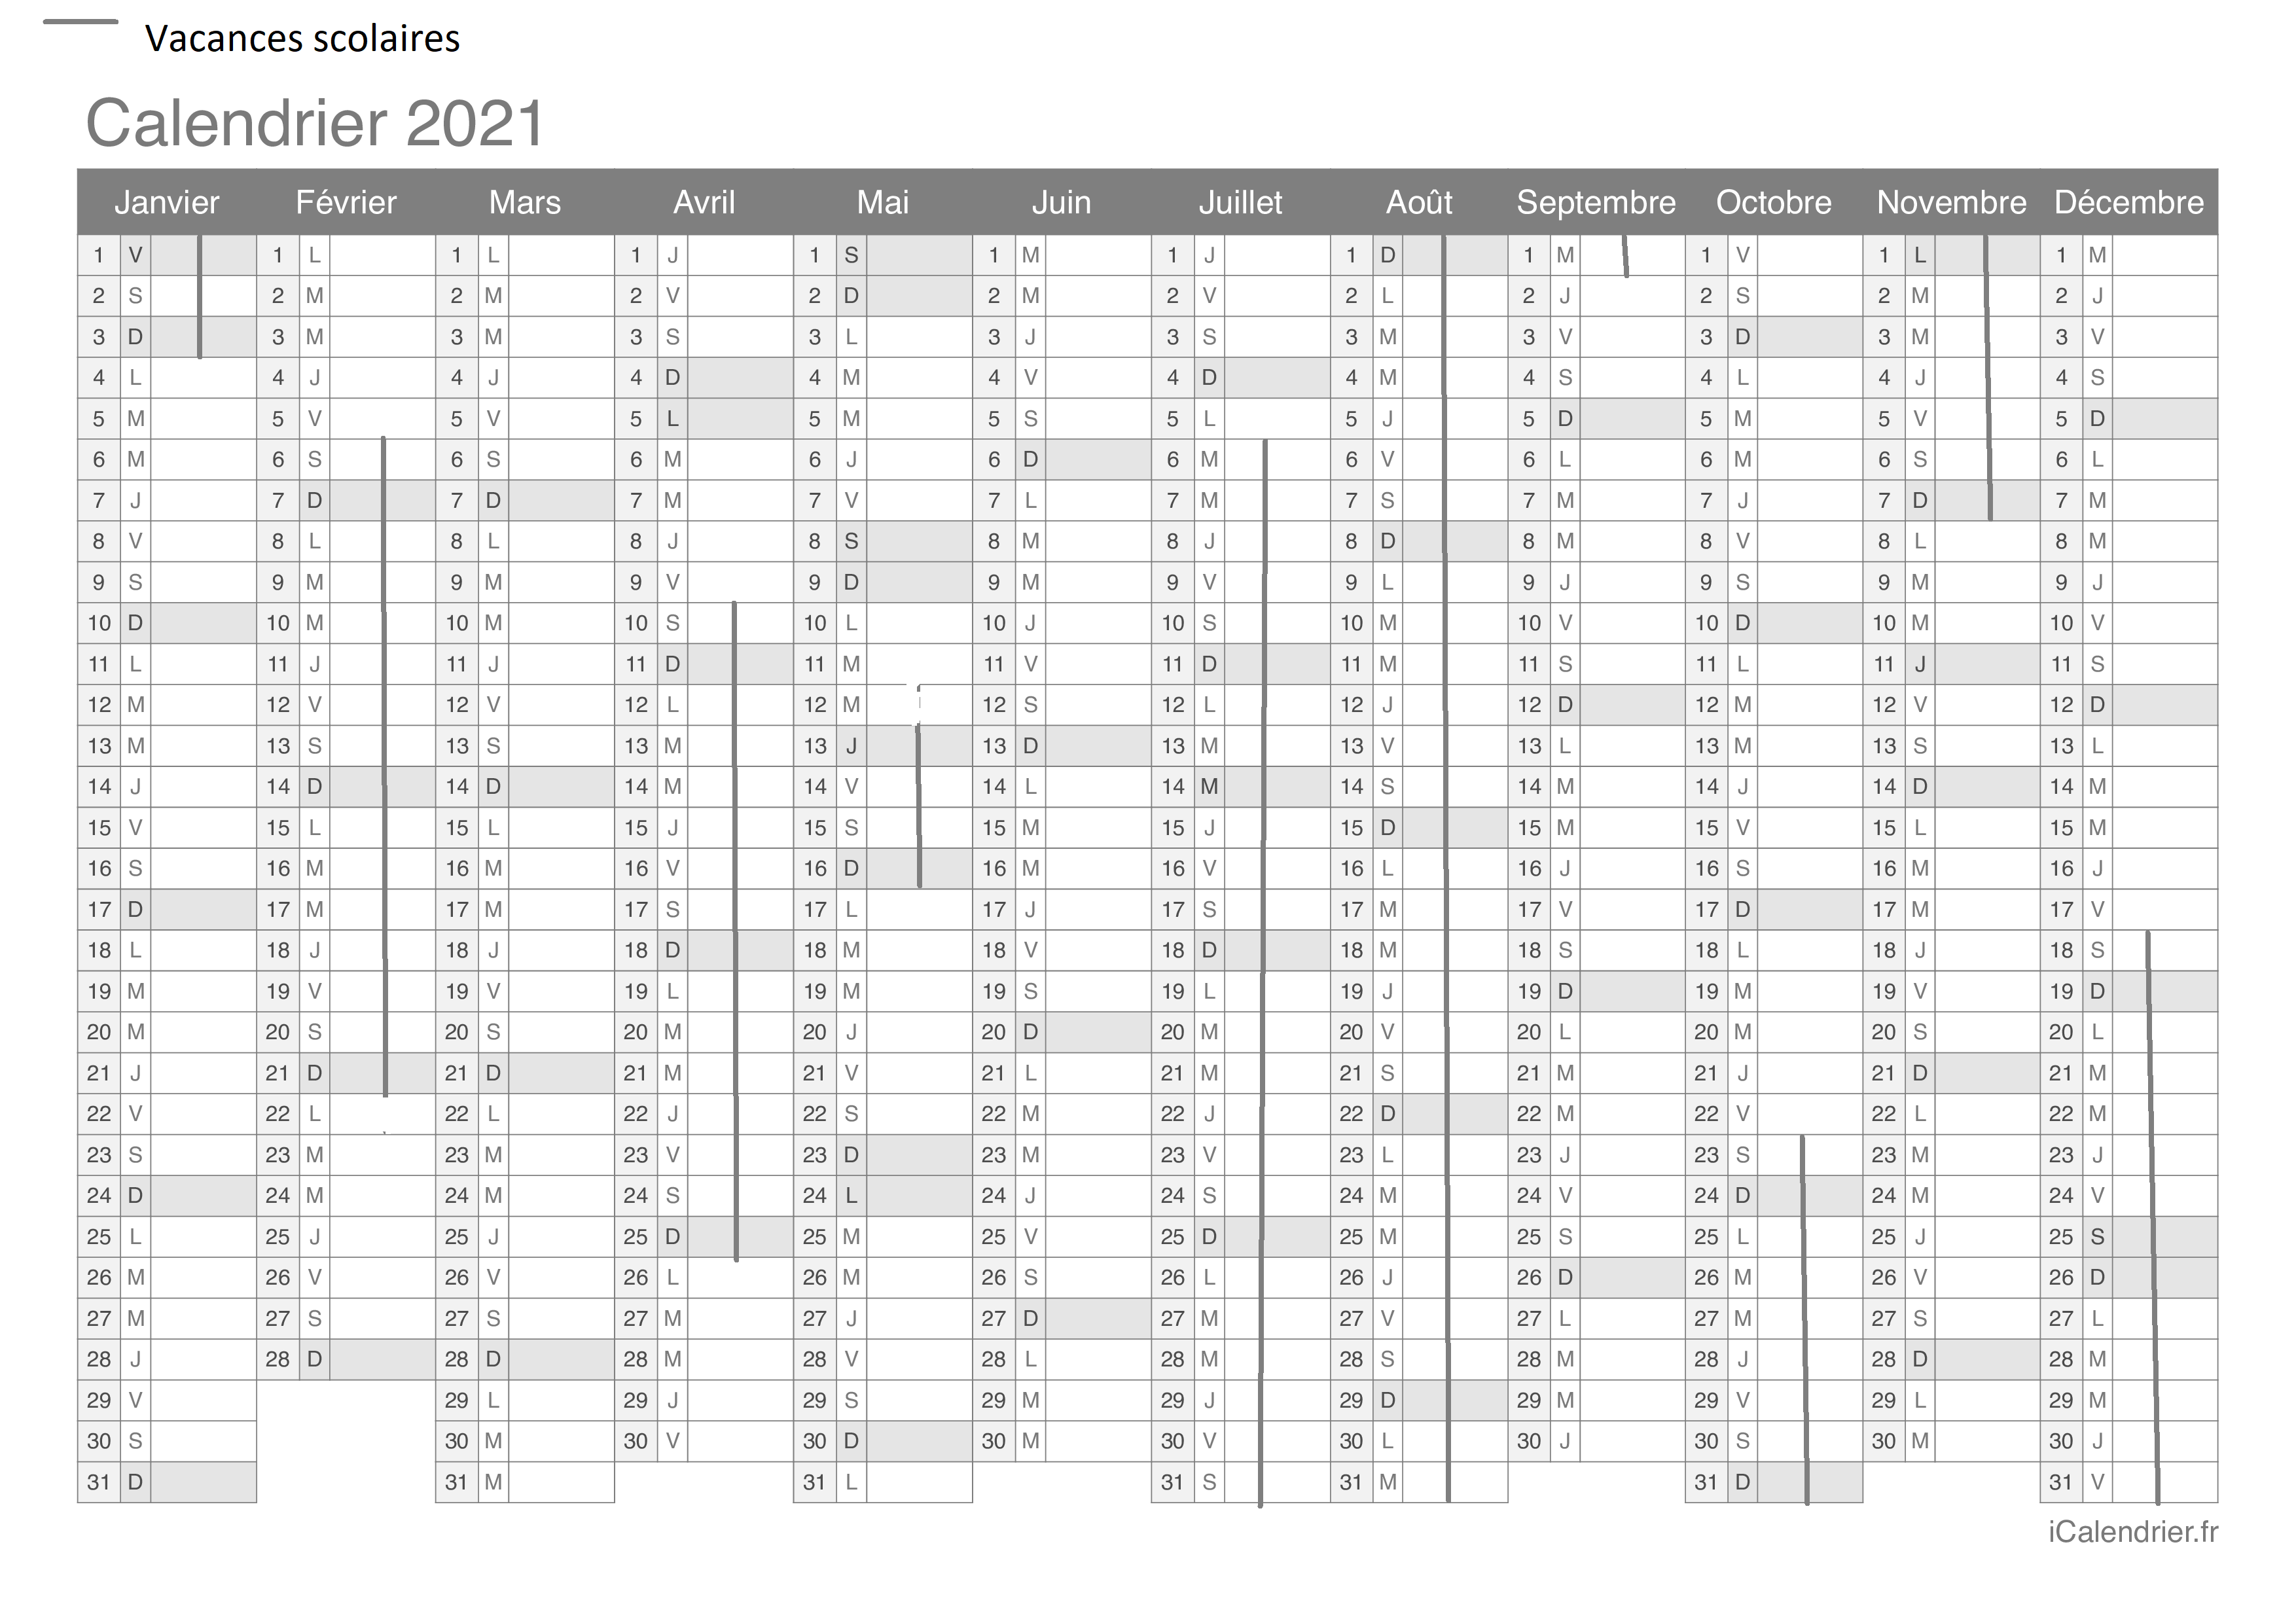 Vacances scolaires
Calendrier 2021
Janvier Février Mars Avril Mai Juin Juillet Août Septembre Octobre Novembre Décembre
1 V 1 L 1 L 1 J 1 S 1 M 1 J 1 D 1 M 1 V 1 L 1 M
2 S 2 M 2 M 2 V 2 D 2 M 2 V 2 L 2 J 2 S 2 M 2 J
3 D 3 M 3 M 3 S 3 L 3 J 3 S 3 M 3 V 3 D 3 M 3 V
4 L 4 J 4 J 4 D 4 M 4 V 4 D 4 M 4 S 4 L 4 J 4 S
5 M 5 V 5 V 5 L 5 M 5 S 5 L 5 J 5 D 5 M 5 V 5 D
6 M 6 S 6 S 6 M 6 J 6 D 6 M 6 V 6 L 6 M 6 S 6 L
7 J 7 D 7 D 7 M 7 V 7 L 7 M 7 S 7 M 7 J 7 D 7 M
8 V 8 L 8 L 8 J 8 S 8 M 8 J 8 D 8 M 8 V 8 L 8 M
9 S 9 M 9 M 9 V 9 D 9 M 9 V 9 L 9 J 9 S 9 M 9 J
10 D 10 M 10 M 10 S 10 L 10 J 10 S 10 M 10 V 10 D 10 M 10 V
11 L 11 J 11 J 11 D 11 M 11 V 11 D 11 M 11 S 11 L 11 J 11 S
12 M 12 V 12 V 12 L 12 M 12 S 12 L 12 J 12 D 12 M 12 V 12 D
13 M 13 S 13 S 13 M 13 J 13 D 13 M 13 V 13 L 13 M 13 S 13 L
14 J 14 D 14 D 14 M 14 V 14 L 14 M 14 S 14 M 14 J 14 D 14 M
15 V 15 L 15 L 15 J 15 S 15 M 15 J 15 D 15 M 15 V 15 L 15 M
16 S 16 M 16 M 16 V 16 D 16 M 16 V 16 L 16 J 16 S 16 M 16 J
17 D 17 M 17 M 17 S 17 L 17 J 17 S 17 M 17 V 17 D 17 M 17 V
18 L 18 J 18 J 18 D 18 M 18 V 18 D 18 M 18 S 18 L 18 J 18 S
19 M 19 V 19 V 19 L 19 M 19 S 19 L 19 J 19 D 19 M 19 V 19 D
20 M 20 S 20 S 20 M 20 J 20 D 20 M 20 V 20 L 20 M 20 S 20 L
21 J 21 D 21 D 21 M 21 V 21 L 21 M 21 S 21 M 21 J 21 D 21 M
22 V 22 L 22 L 22 J 22 S 22 M 22 J 22 D 22 M 22 V 22 L 22 M
23 S 23 M 23 M 23 V 23 D 23 M 23 V 23 L 23 J 23 S 23 M 23 J
24 D 24 M 24 M 24 S 24 L 24 J 24 S 24 M 24 V 24 D 24 M 24 V
25 L 25 J 25 J 25 D 25 M 25 V 25 D 25 M 25 S 25 L 25 J 25 S
26 M 26 V 26 V 26 L 26 M 26 S 26 L 26 J 26 D 26 M 26 V 26 D
27 M 27 S 27 S 27 M 27 J 27 D 27 M 27 V 27 L 27 M 27 S 27 L
28 J 28 D 28 D 28 M 28 V 28 L 28 M 28 S 28 M 28 J 28 D 28 M
29 V 29 L 29 J 29 S 29 M 29 J 29 D 29 M 29 V 29 L 29 M
30 S 30 M 30 V 30 D 30 M 30 V 30 L 30 J 30 S 30 M 30 J
31 D 31 M 31 L 31 S 31 M 31 D 31 V
iCalendrier.fr